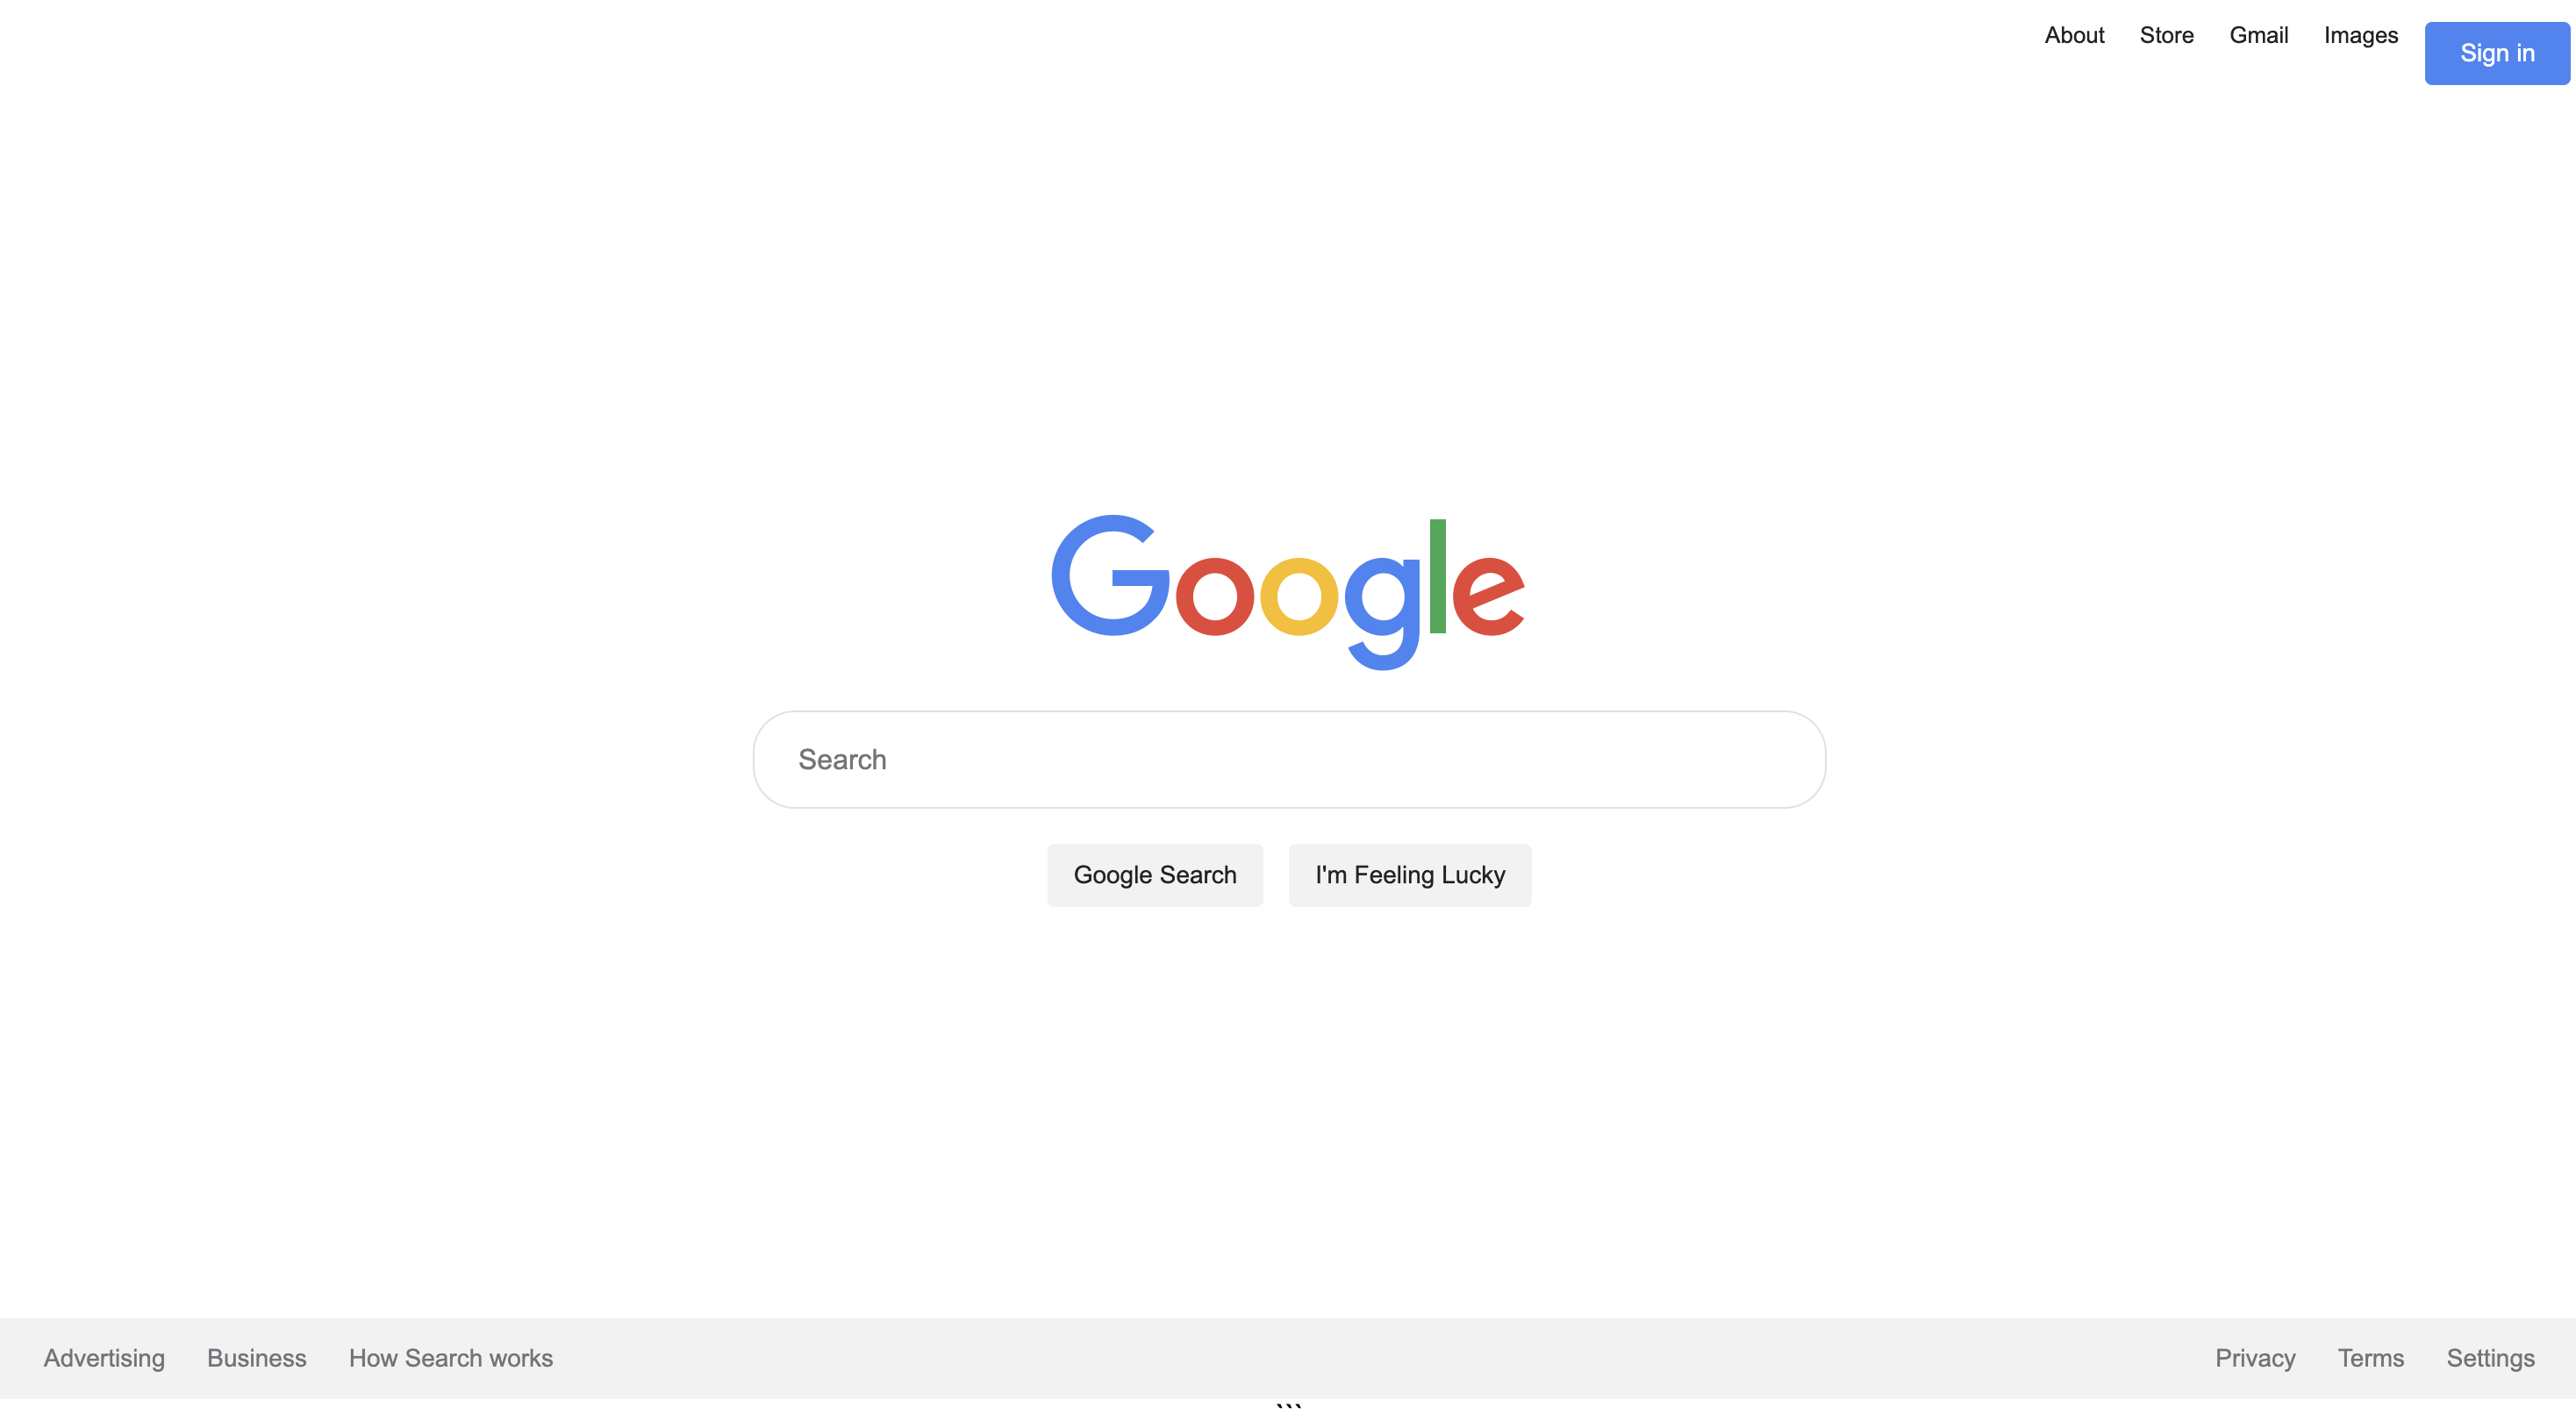 About Store Gmail Images Sign in
Google
Search
Google Search I'm Feeling Lucky
Advertising Business How Search works Privacy Terms Settings
```